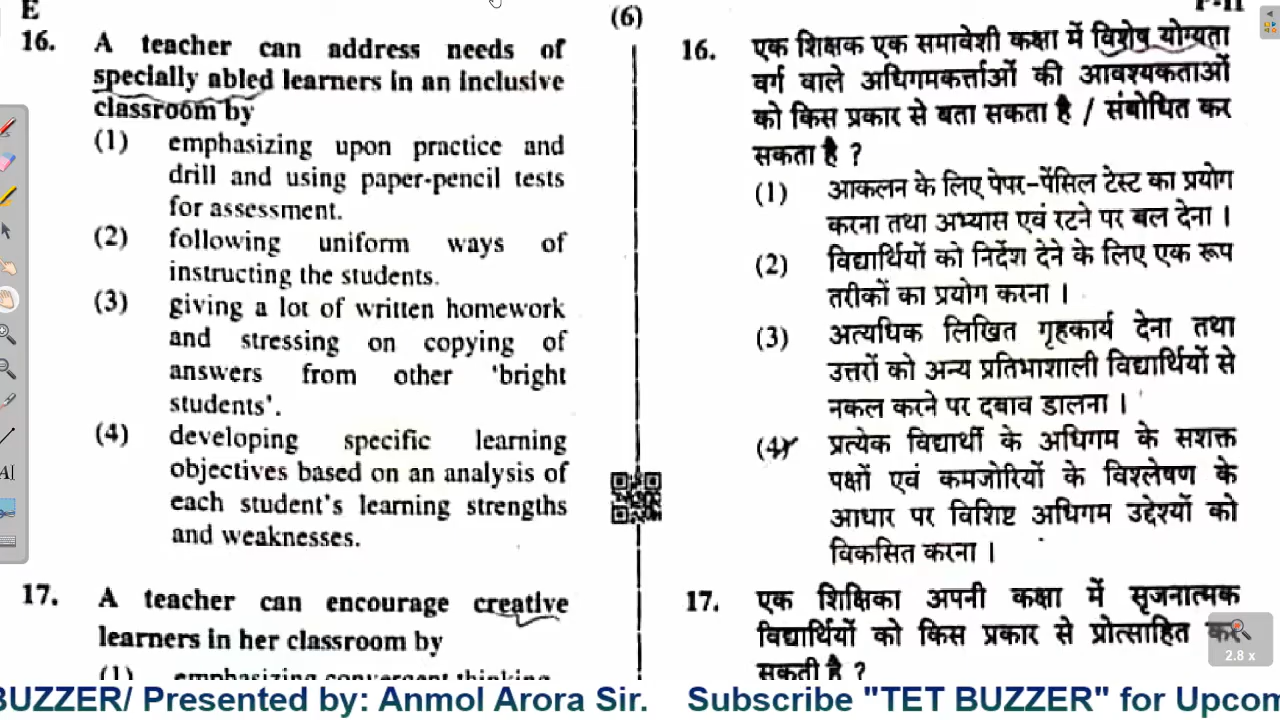 E
(6)
P-II
16. A teacher can address needs of
specially abled learners in an inclusive
classroom by
(1) emphasizing upon practice and
drill and using paper-pencil tests
for assessment.
(2) following uniform ways of
instructing the students.
(3) giving a lot of written homework
and stressing on copying of
answers from other 'bright
students'.
(4) developing specific learning
objectives based on an analysis of
each student's learning strengths
and weaknesses.
17. A teacher can encourage creative
learners in her classroom by
(1) emphasizing convergent thinking
16. एक शिक्षक एक समावेशी कक्षा में विशेष योग्यता
वर्ग वाले अधिगमकर्त्ताओं की आवश्यकताओं
को किस प्रकार से बता सकता है / संबोधित कर
सकता है ?
(1) आकलन के लिए पेपर-पेंसिल टेस्ट का प्रयोग
करना तथा अभ्यास एवं रटने पर बल देना ।
(2) विद्यार्थियों को निर्देश देने के लिए एक रूप
तरीकों का प्रयोग करना ।
(3) अत्यधिक लिखित गृहकार्य देना तथा
उत्तरों को अन्य प्रतिभाशाली विद्यार्थियों से
नकल करने पर दबाव डालना ।
(4) प्रत्येक विद्यार्थी के अधिगम के सशक्त
पक्षों एवं कमजोरियों के विश्लेषण के
आधार पर विशिष्ट अधिगम उद्देश्यों को
विकसित करना ।
17. एक शिक्षिका अपनी कक्षा में सृजनात्मक
विद्यार्थियों को किस प्रकार से प्रोत्साहित कर
सकती है ?
2.8 x
BUZZER/ Presented by: Anmol Arora Sir. Subscribe "TET BUZZER" for Upcom